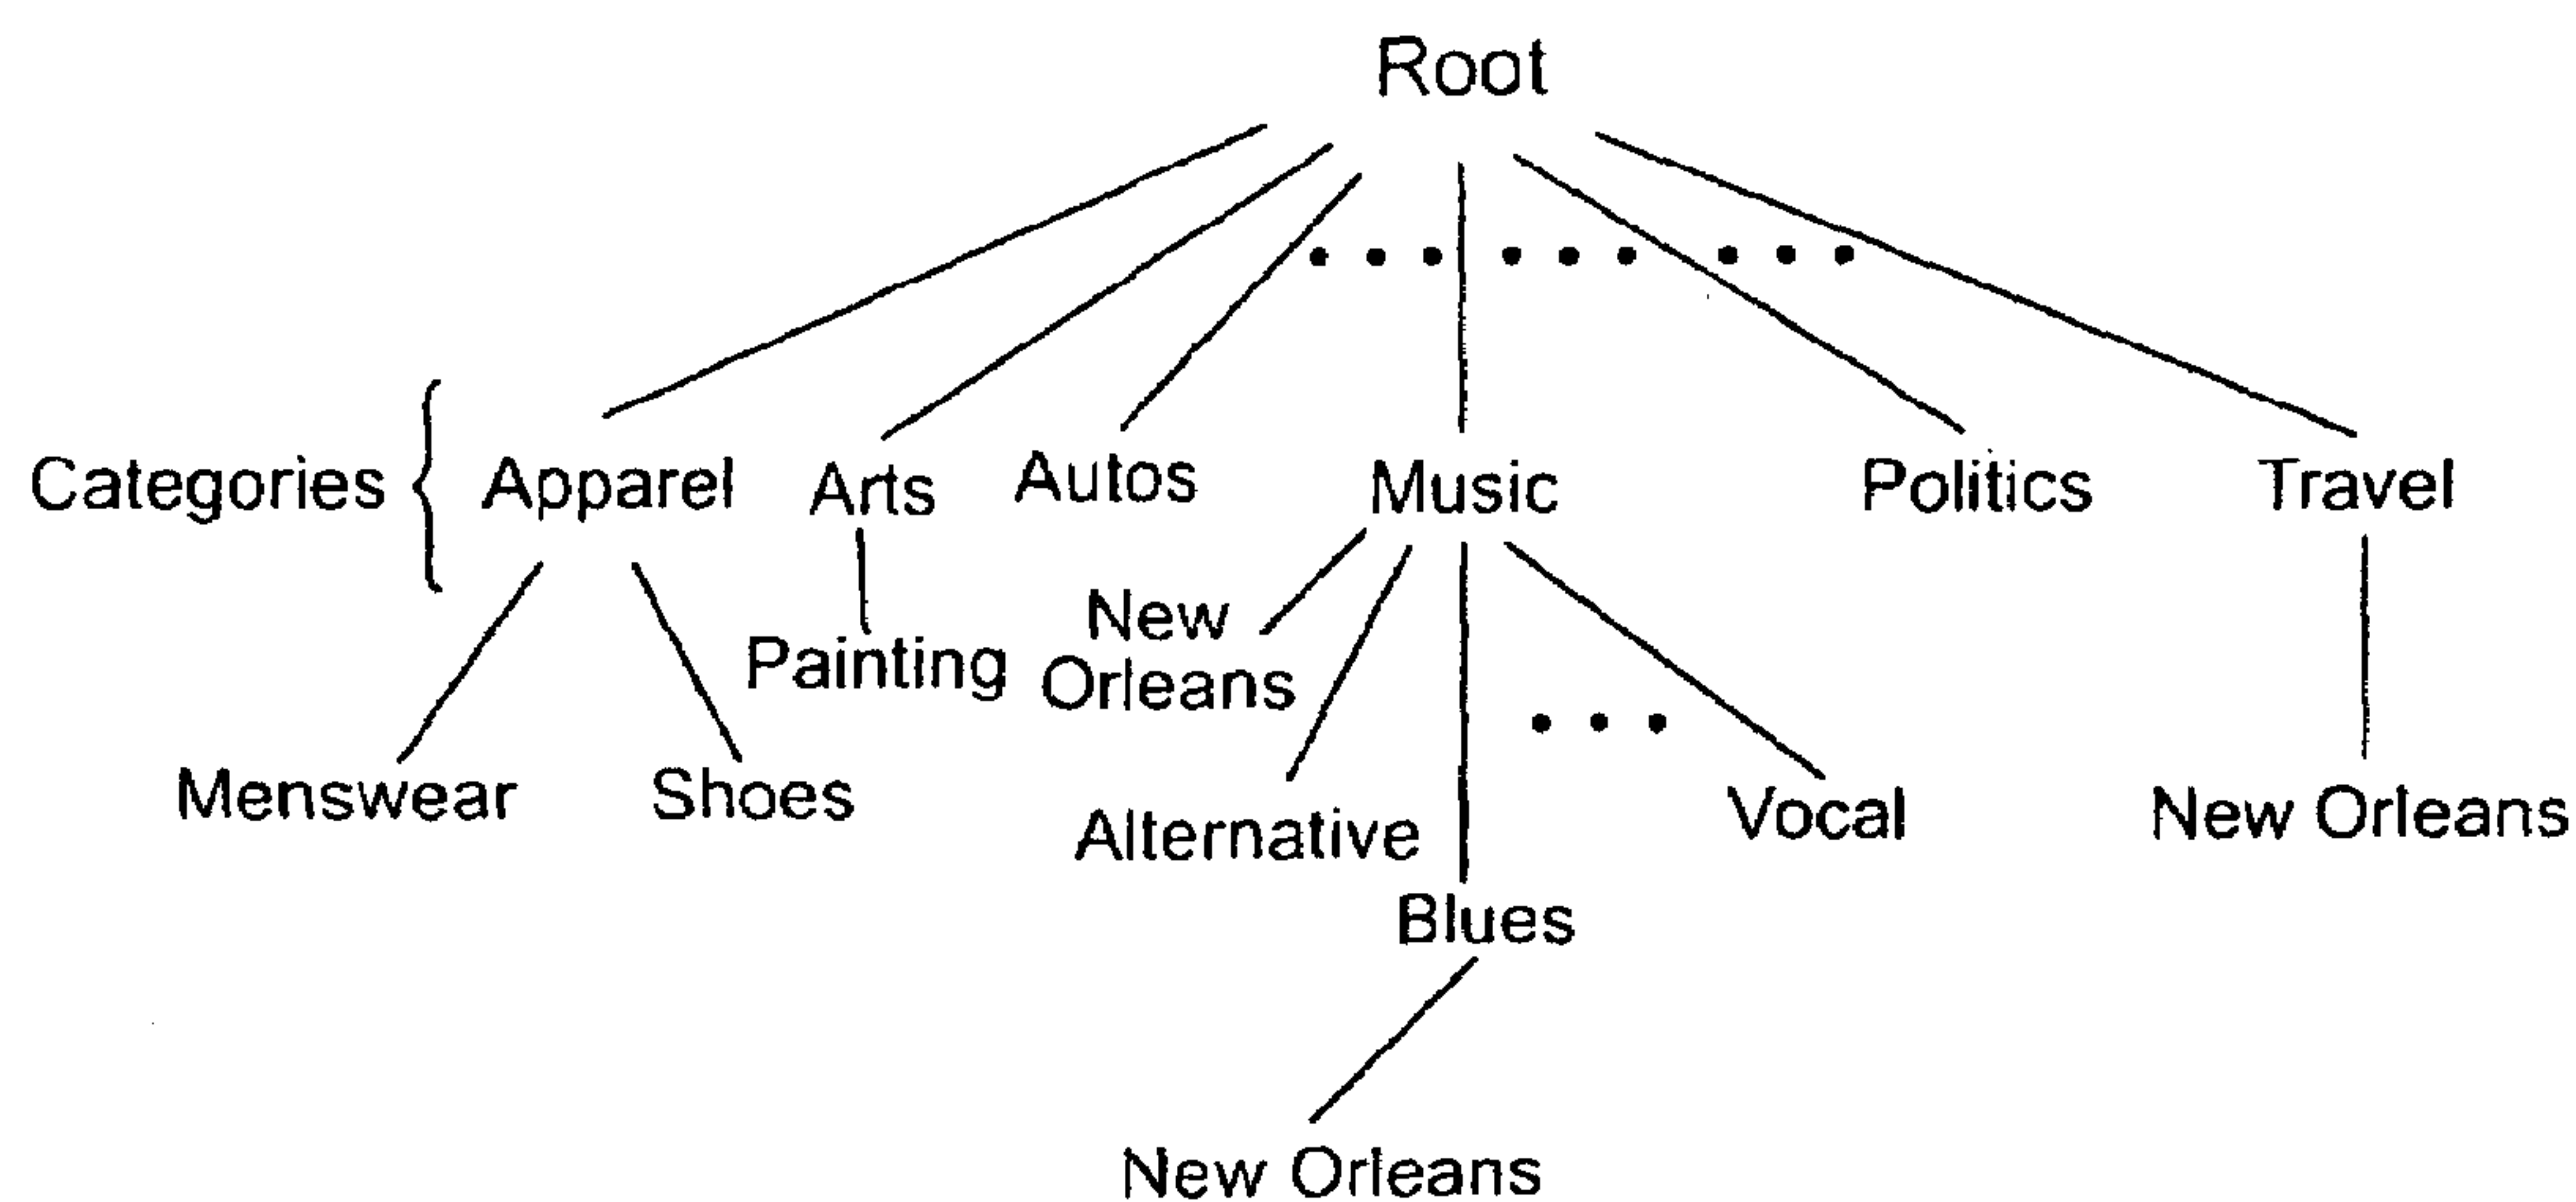 Root
Categories { Apparel Arts Autos Music Politics Travel
New
Orleans
Painting
Menswear Shoes Alternative Vocal New Orleans
Blues
New Orleans